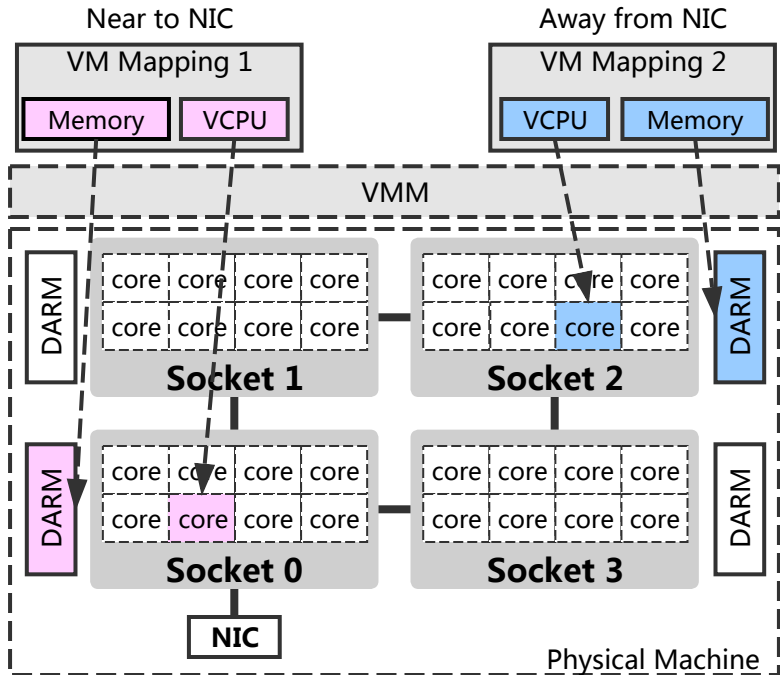 Near to NIC
Away from NIC
VM Mapping 1
Memory
VCPU
VM Mapping 2
VCPU
Memory
VMM
DARM
core core core core
core core core core
Socket 1
core core core core
core core core core
Socket 2
DARM
DARM
core core core core
core core core core
Socket 0
core core core core
core core core core
Socket 3
DARM
NIC
Physical Machine